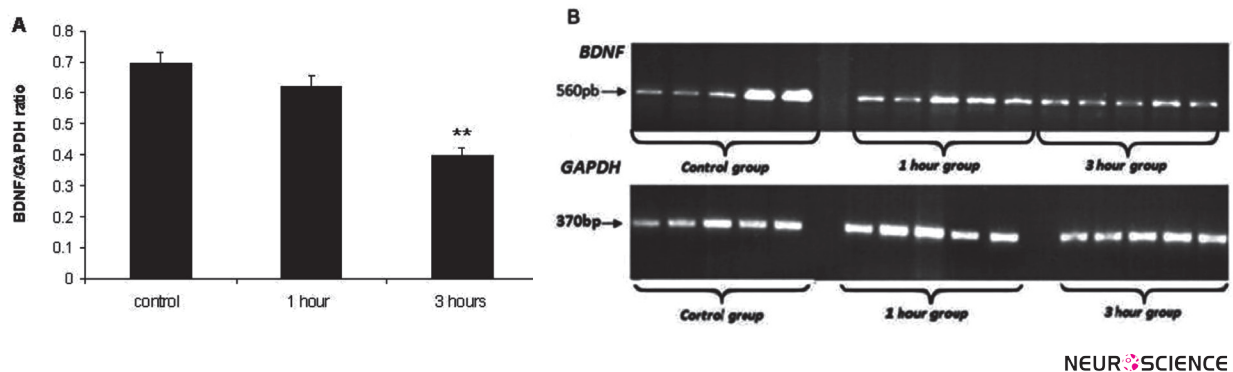 A
BDNF/GAPDH ratio
0.8
0.7
0.6
0.5
0.4
0.3
0.2
0.1
0
**
control
1 hour
3 hours
B
BDNF
560pb
Control group
1 hour group
3 hour group
GAPDH
370bp
Control group
1 hour group
3 hour group
NEUROSCIENCE